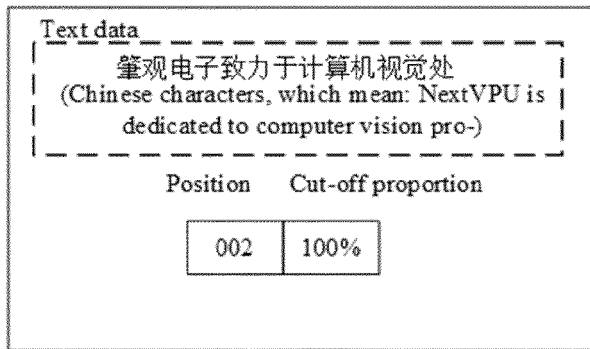 Text data
肇观电子致力于计算机视觉处
(Chinese characters, which mean: NextVPU is
dedicated to computer vision pro-)
Position Cut-off proportion
002 100%